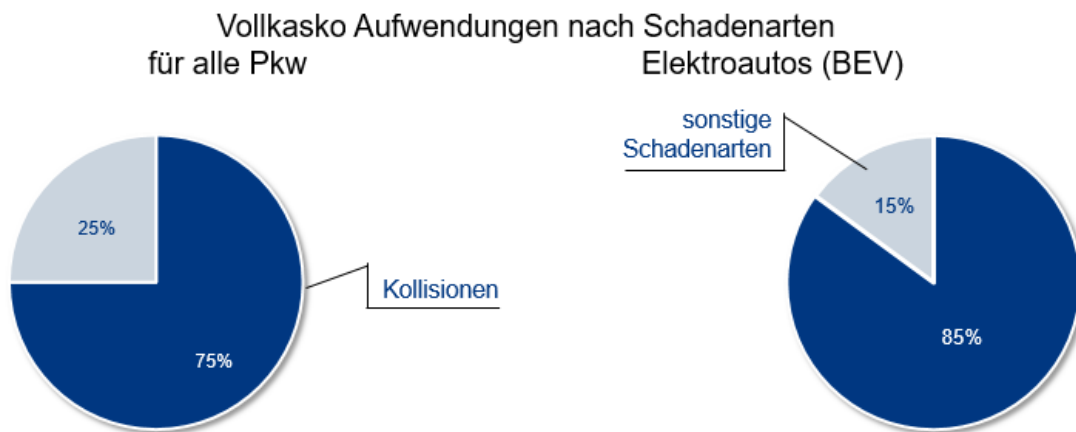 Vollkasko Aufwendungen nach Schadenarten
für alle Pkw
Elektroautos (BEV)
25%
75%
Kollisionen
sonstige
Schadenarten
15%
85%